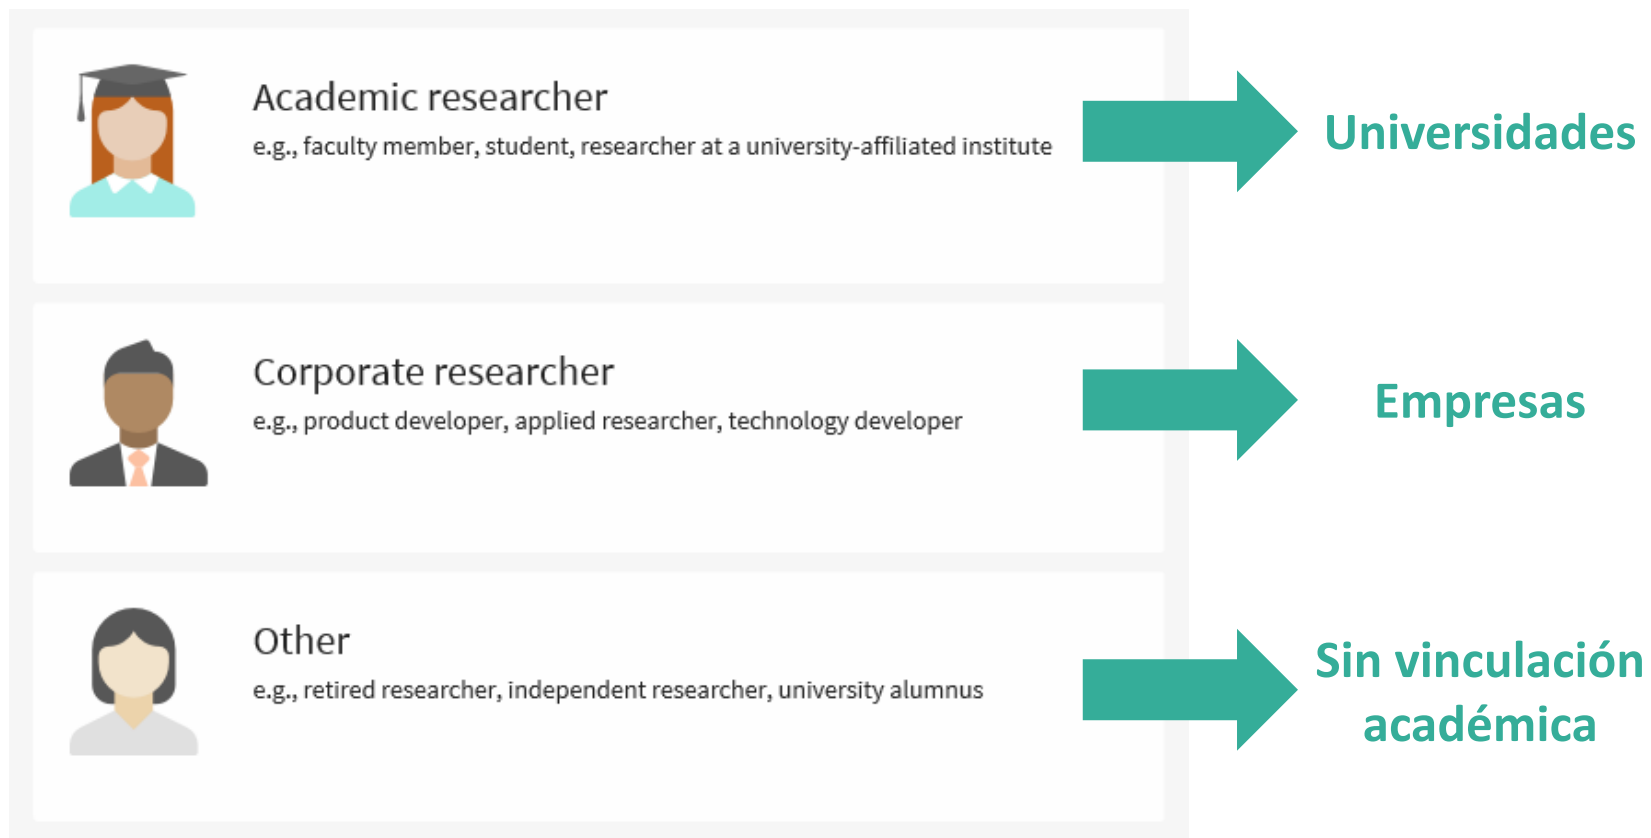 Academic researcher
e.g., faculty member, student, researcher at a university-affiliated institute
Universidades
Corporate researcher
e.g., product developer, applied researcher, technology developer
Empresas
Other
e.g., retired researcher, independent researcher, university alumnus
Sin vinculación
académica